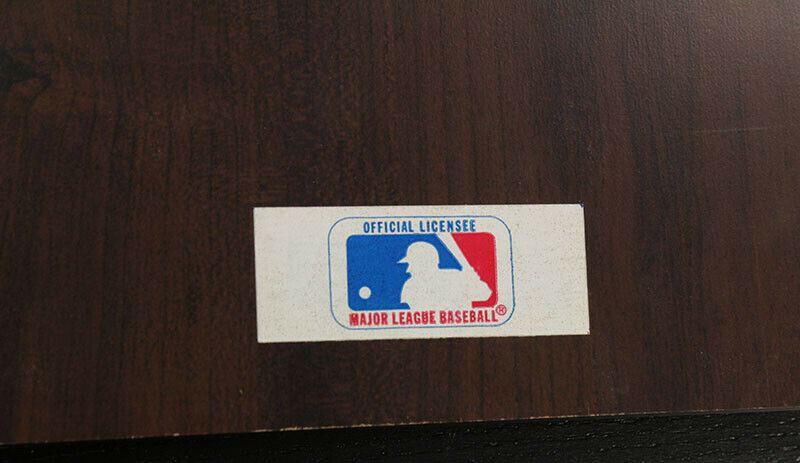 OFFICIAL LICENSEE
MAJOR LEAGUE BASEBALL®